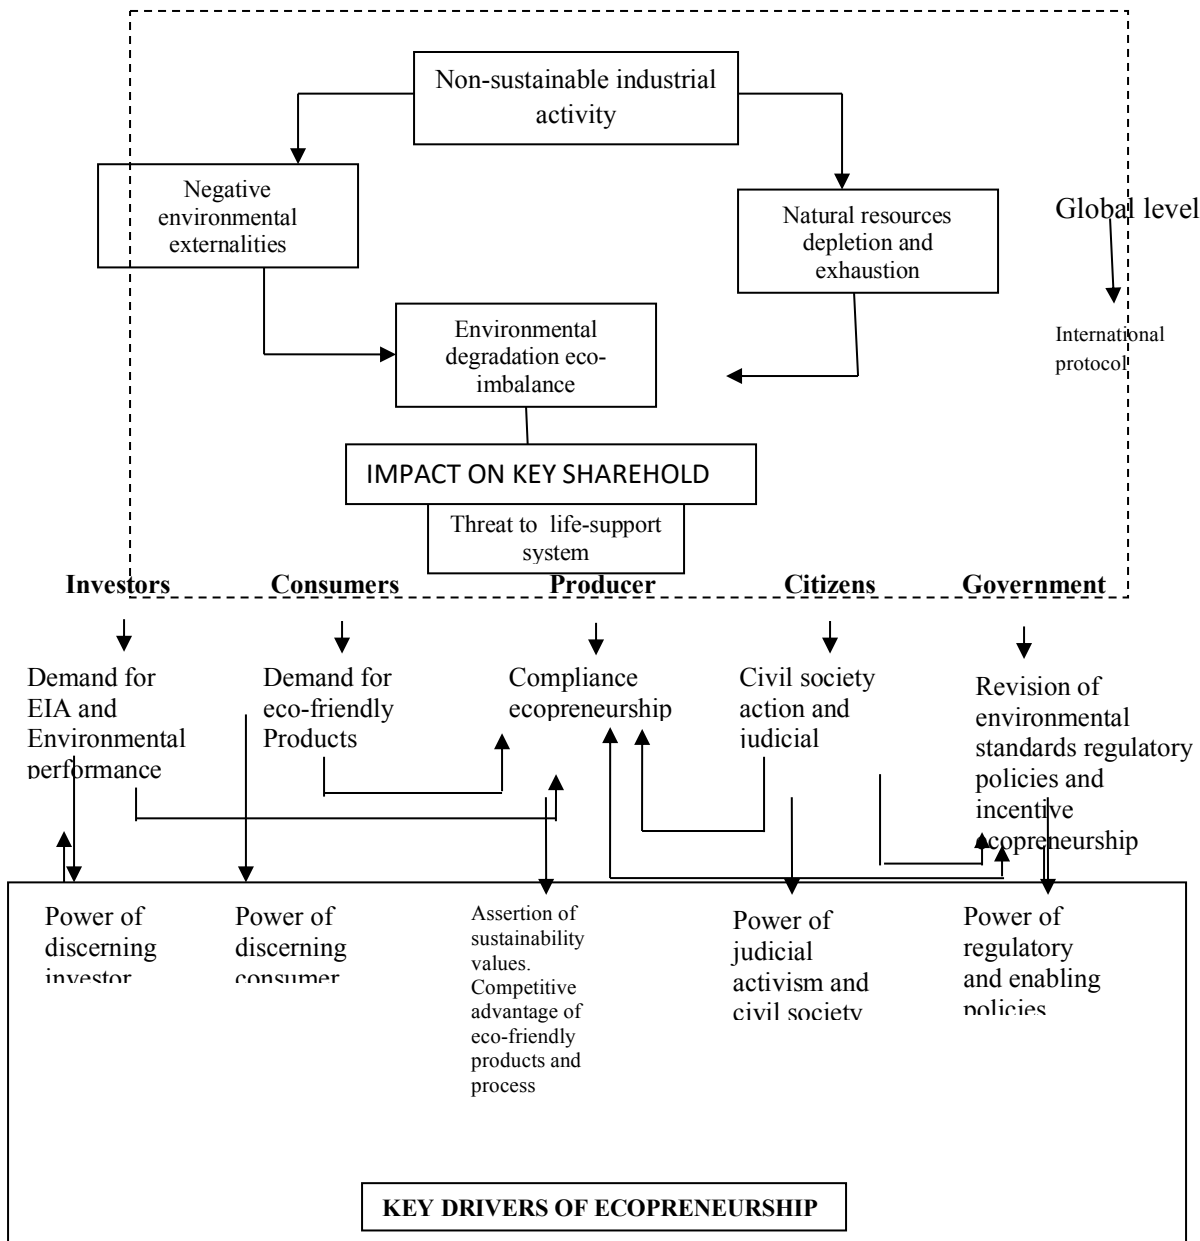 Non-sustainable industrial
activity
Negative
environmental
externalities
Natural resources
depletion and
exhaustion
Global level
International
protocol
Environmental
degradation eco-
imbalance
IMPACT ON KEY SHAREHOLD
Threat to life-support
system
Investors
Consumers
Producer
Citizens
Government
Demand for
EIA and
Environmental
performance
Demand for
eco-friendly
Products
Compliance
ecopreneurship
Civil society
action and
judicial
Revision of
environmental
standards regulatory
policies and
incentive
ecopreneurship
Power of
discerning
investor
Power of
discerning
consumer
Assertion of
sustainability
values.
Competitive
advantage of
eco-friendly
products and
process
Power of
judicial
activism and
civil society
Power of
regulatory
and enabling
policies
KEY DRIVERS OF ECOPRENEURSHIP